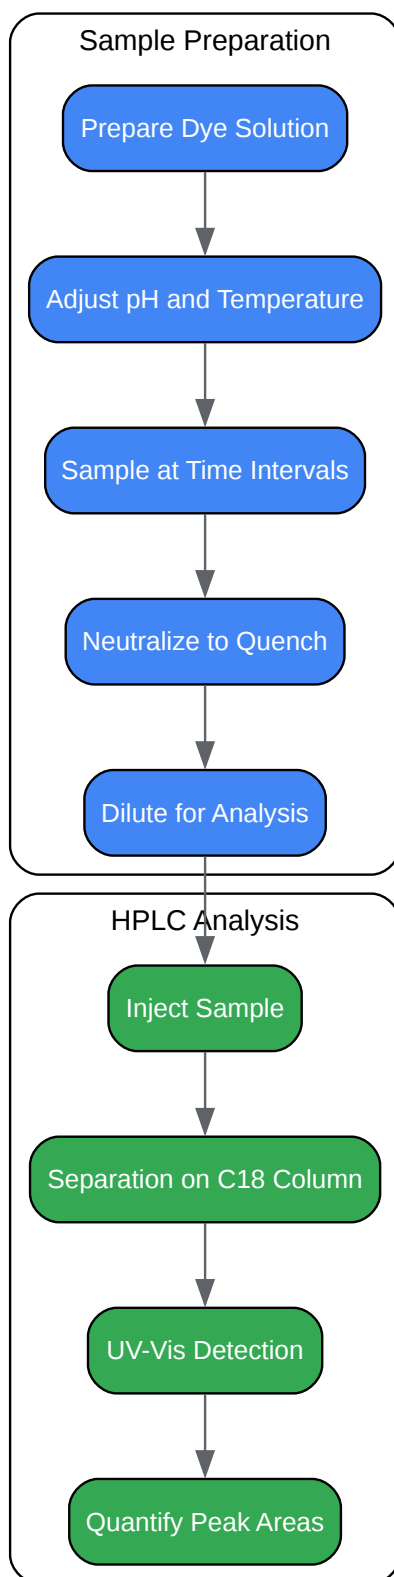 Sample Preparation
Prepare Dye Solution
Adjust pH and Temperature
Sample at Time Intervals
Neutralize to Quench
Dilute for Analysis
HPLC Analysis
Inject Sample
Separation on C18 Column
UV-Vis Detection
Quantify Peak Areas